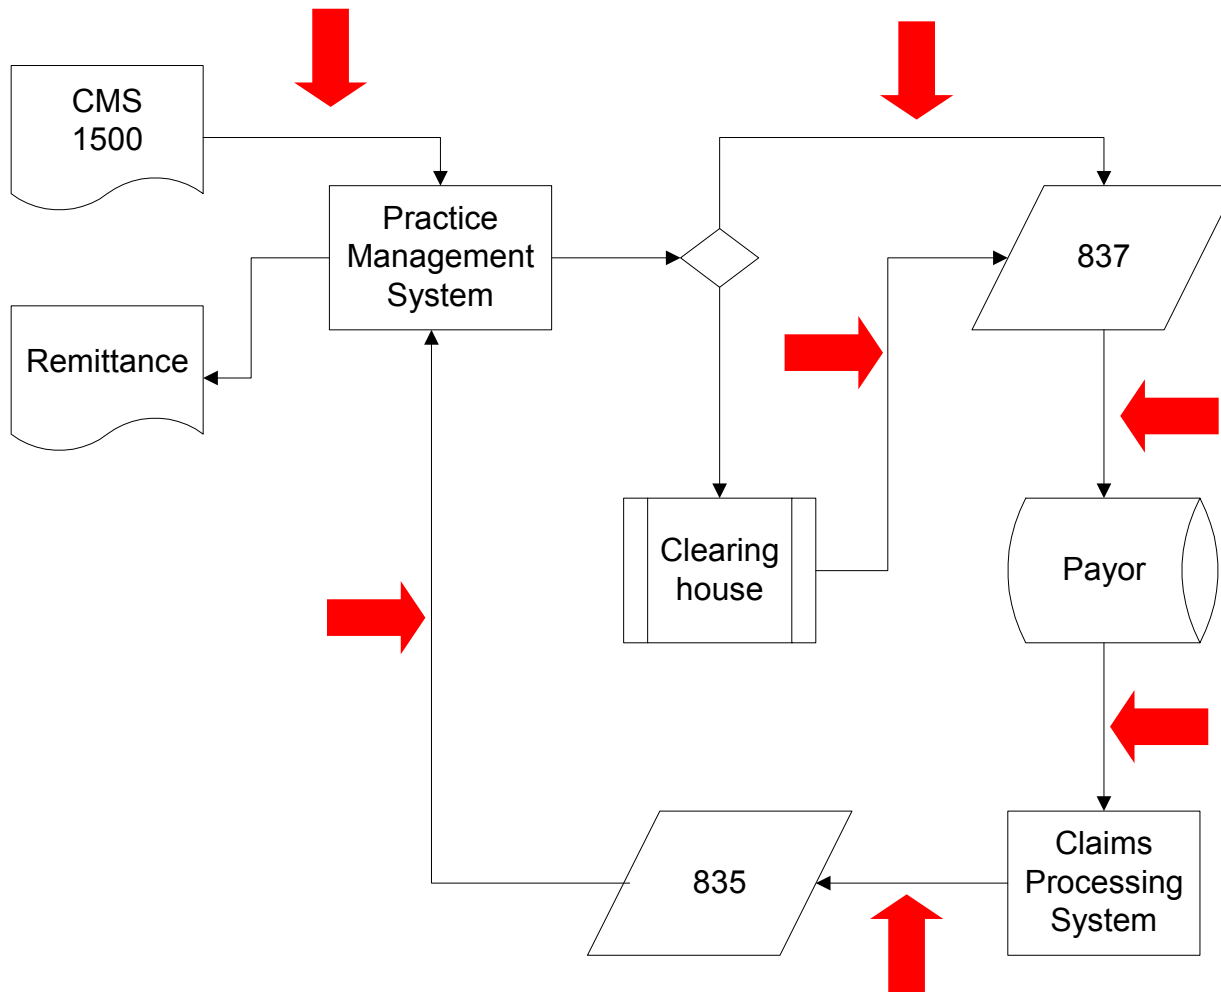 CMS
1500
Practice
Management
System
837
Remittance
Clearing
house
Payor
835
Claims
Processing
System